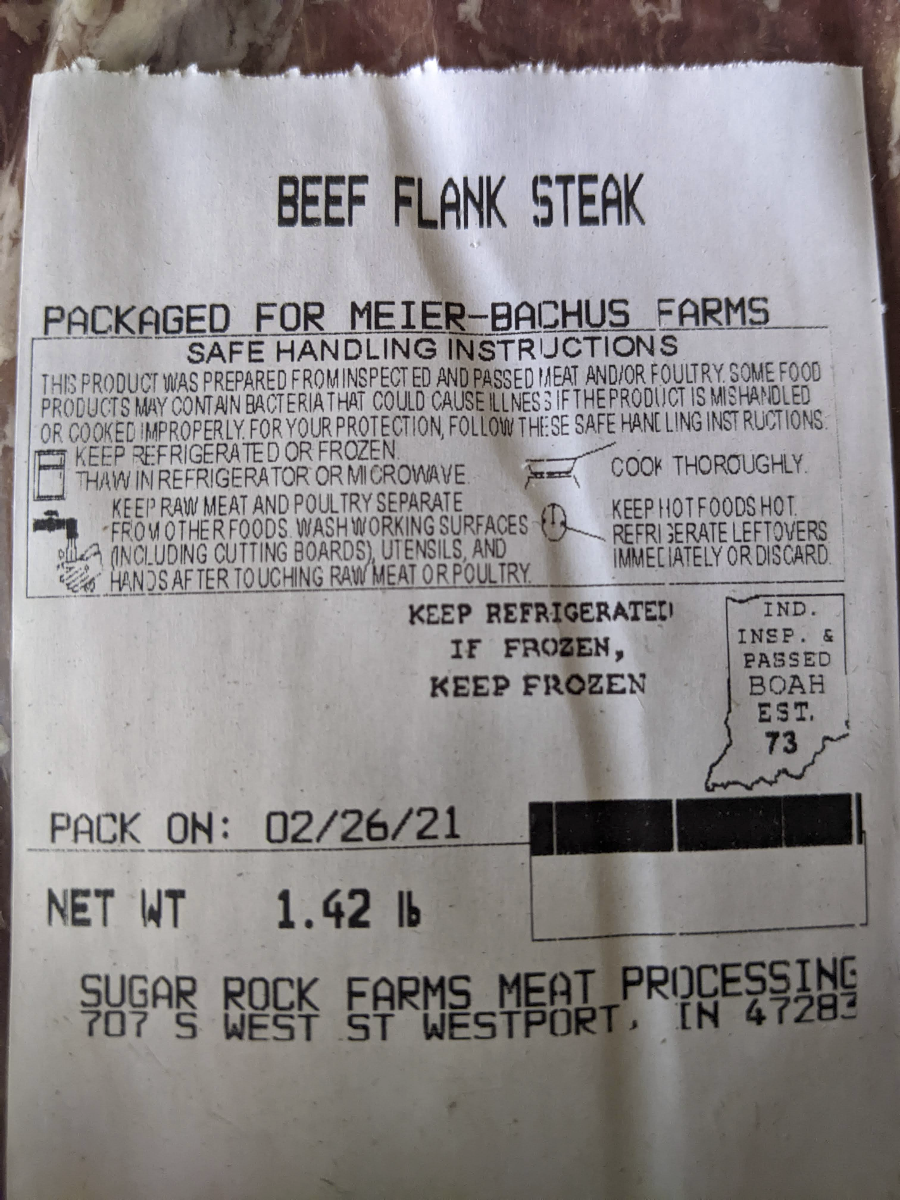 BEEF FLANK STEAK
PACKAGED FOR MEIER-BACHUS FARMS
SAFE HANDLING INSTRUCTIONS
THIS PRODUCT WAS PREPARED FROM INSPECTED AND PASSED MEAT AND/OR POULTRY. SOME FOOD
PRODUCTS MAY CONTAIN BACTERIA THAT COULD CAUSE ILLNESS IF THE PRODUCT IS MISHANDLED
OR COOKED IMPROPERLY. FOR YOUR PROTECTION, FOLLOW THESE SAFE HANDLING INSTRUCTIONS.
KEEP REFRIGERATED OR FROZEN.
THAW IN REFRIGERATOR OR MICROWAVE.
KEEP RAW MEAT AND POULTRY SEPARATE
FROM OTHER FOODS. WASH WORKING SURFACES
(INCLUDING CUTTING BOARDS), UTENSILS, AND
HANDS AFTER TOUCHING RAW MEAT OR POULTRY.
COOK THOROUGHLY.
KEEP HOT FOODS HOT.
REFRIGERATE LEFTOVERS
IMMEDIATELY OR DISCARD.
KEEP REFRIGERATED
IF FROZEN,
KEEP FROZEN
IND.
INSP. &
PASSED
BOAH
EST.
73
PACK ON: 02/26/21
NET WT 1.42 lb
SUGAR ROCK FARMS MEAT PROCESSING
707 S WEST ST WESTPORT, IN 47283